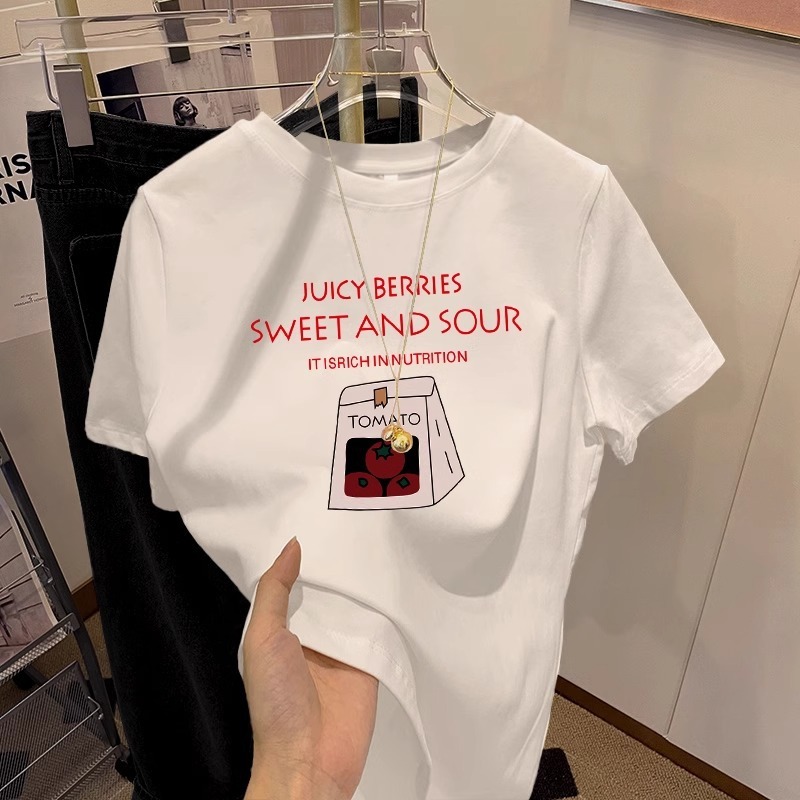 JUICY BERRIES
SWEET AND SOUR
IT ISRICH IN NUTRITION
TOMATO